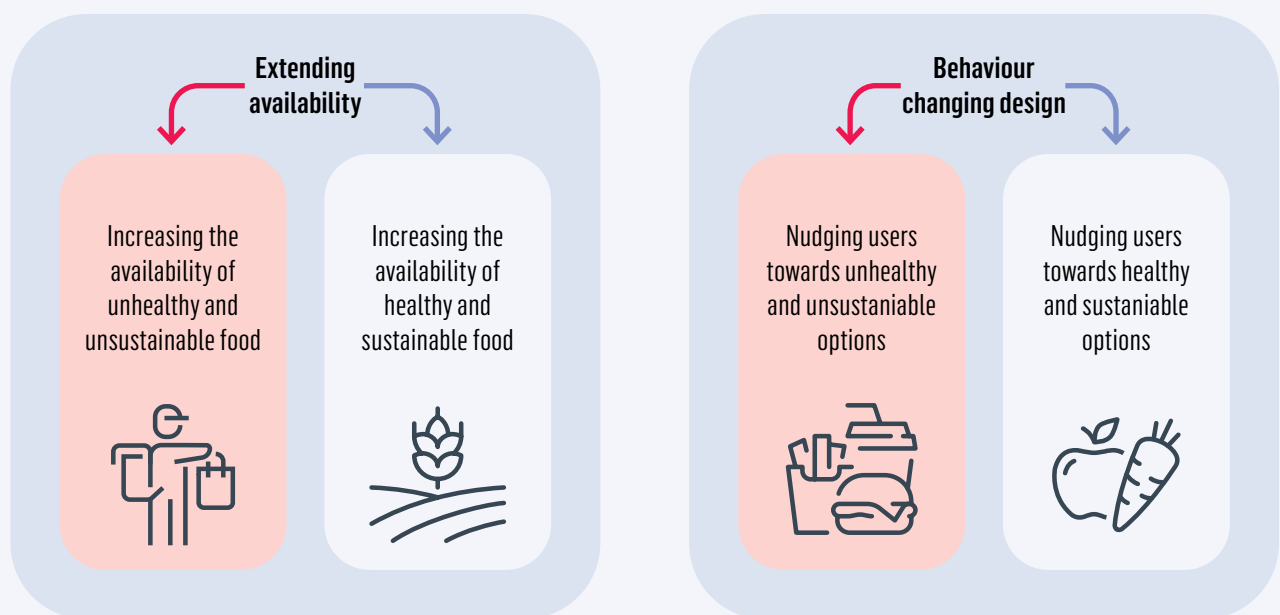 Extending
availability
Increasing the
availability of
unhealthy and
unsustainable food
Increasing the
availability of
healthy and
sustainable food
Behaviour
changing design
Nudging users
towards unhealthy
and unsustaniable
options
Nudging users
towards healthy
and sustaniable
options